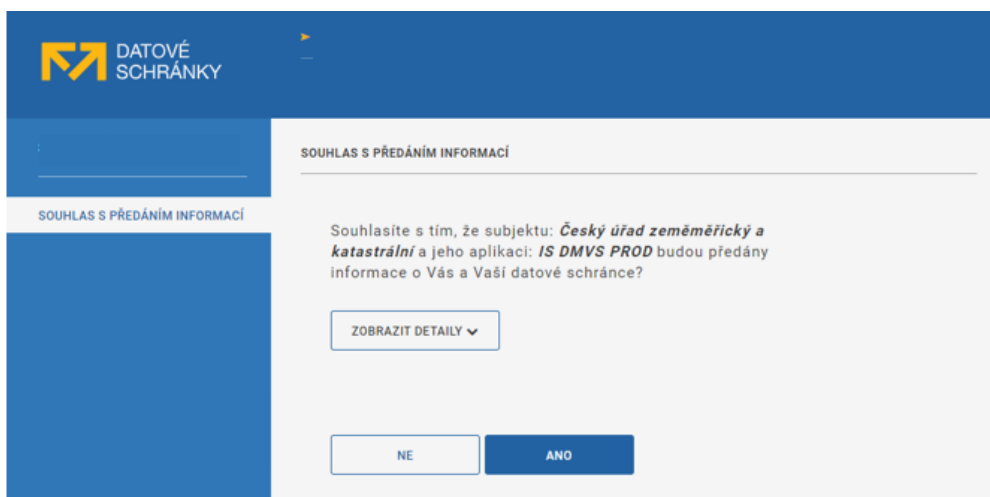 DATOVÉ
SCHRÁNKY
SOUHLAS S PŘEDÁNÍM INFORMACÍ
SOUHLAS S PŘEDÁNÍM INFORMACÍ
Souhlasíte s tím, že subjektu: Český úřad zeměměřický a
katastrální a jeho aplikaci: IS DMVS PROD budou předány
informace o Vás a Vaší datové schránce?
ZOBRAZIT DETAILY
NE
ANO